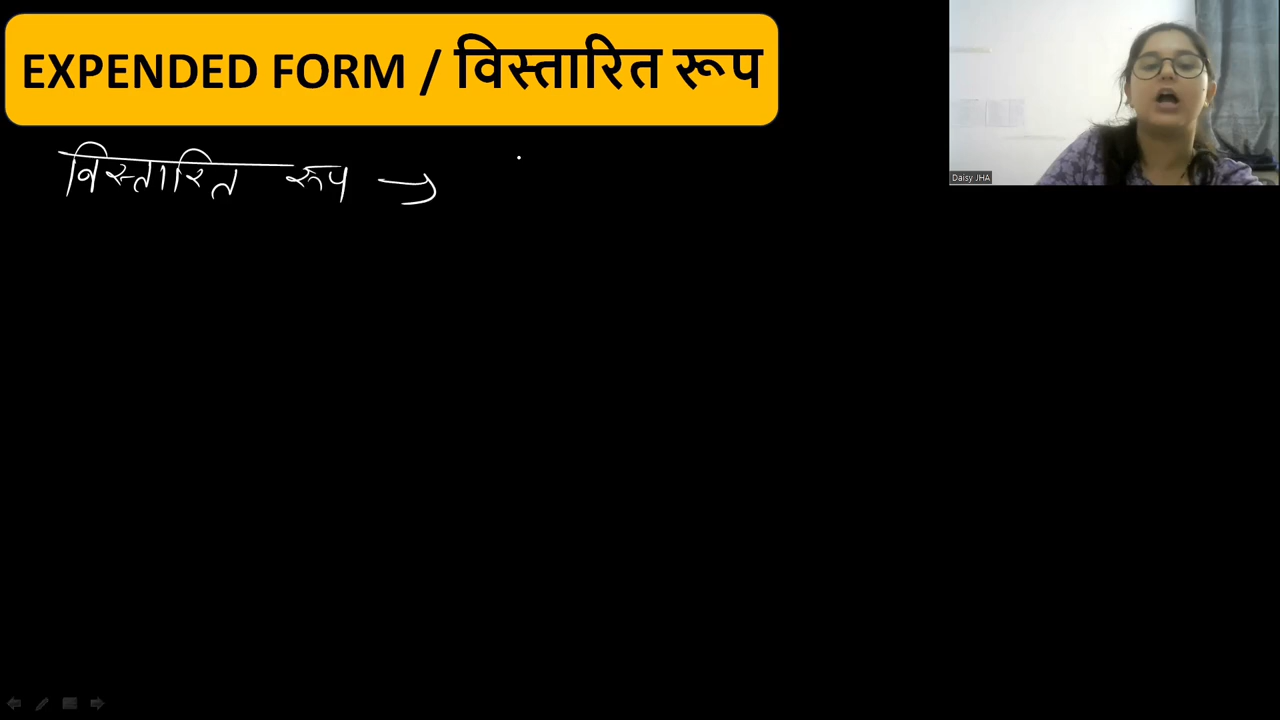 EXPENDED FORM / विस्तारित रूप
विस्तारित रूप →
Daisy JHA